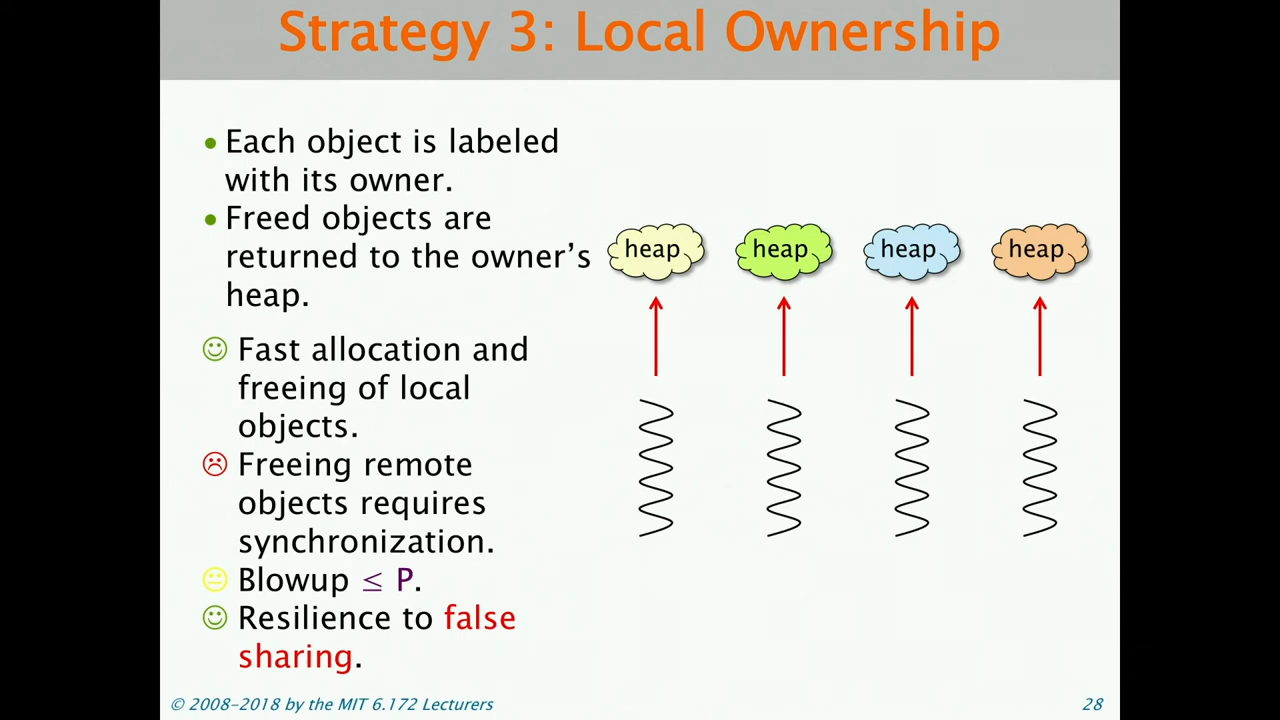 Strategy 3: Local Ownership
• Each object is labeled
with its owner.
• Freed objects are
returned to the owner's
heap.
☺ Fast allocation and
freeing of local
objects.
☹ Freeing remote
objects requires
synchronization.
😐 Blowup ≤ P.
☺ Resilience to false
sharing.
heap heap heap heap
© 2008-2018 by the MIT 6.172 Lecturers
28